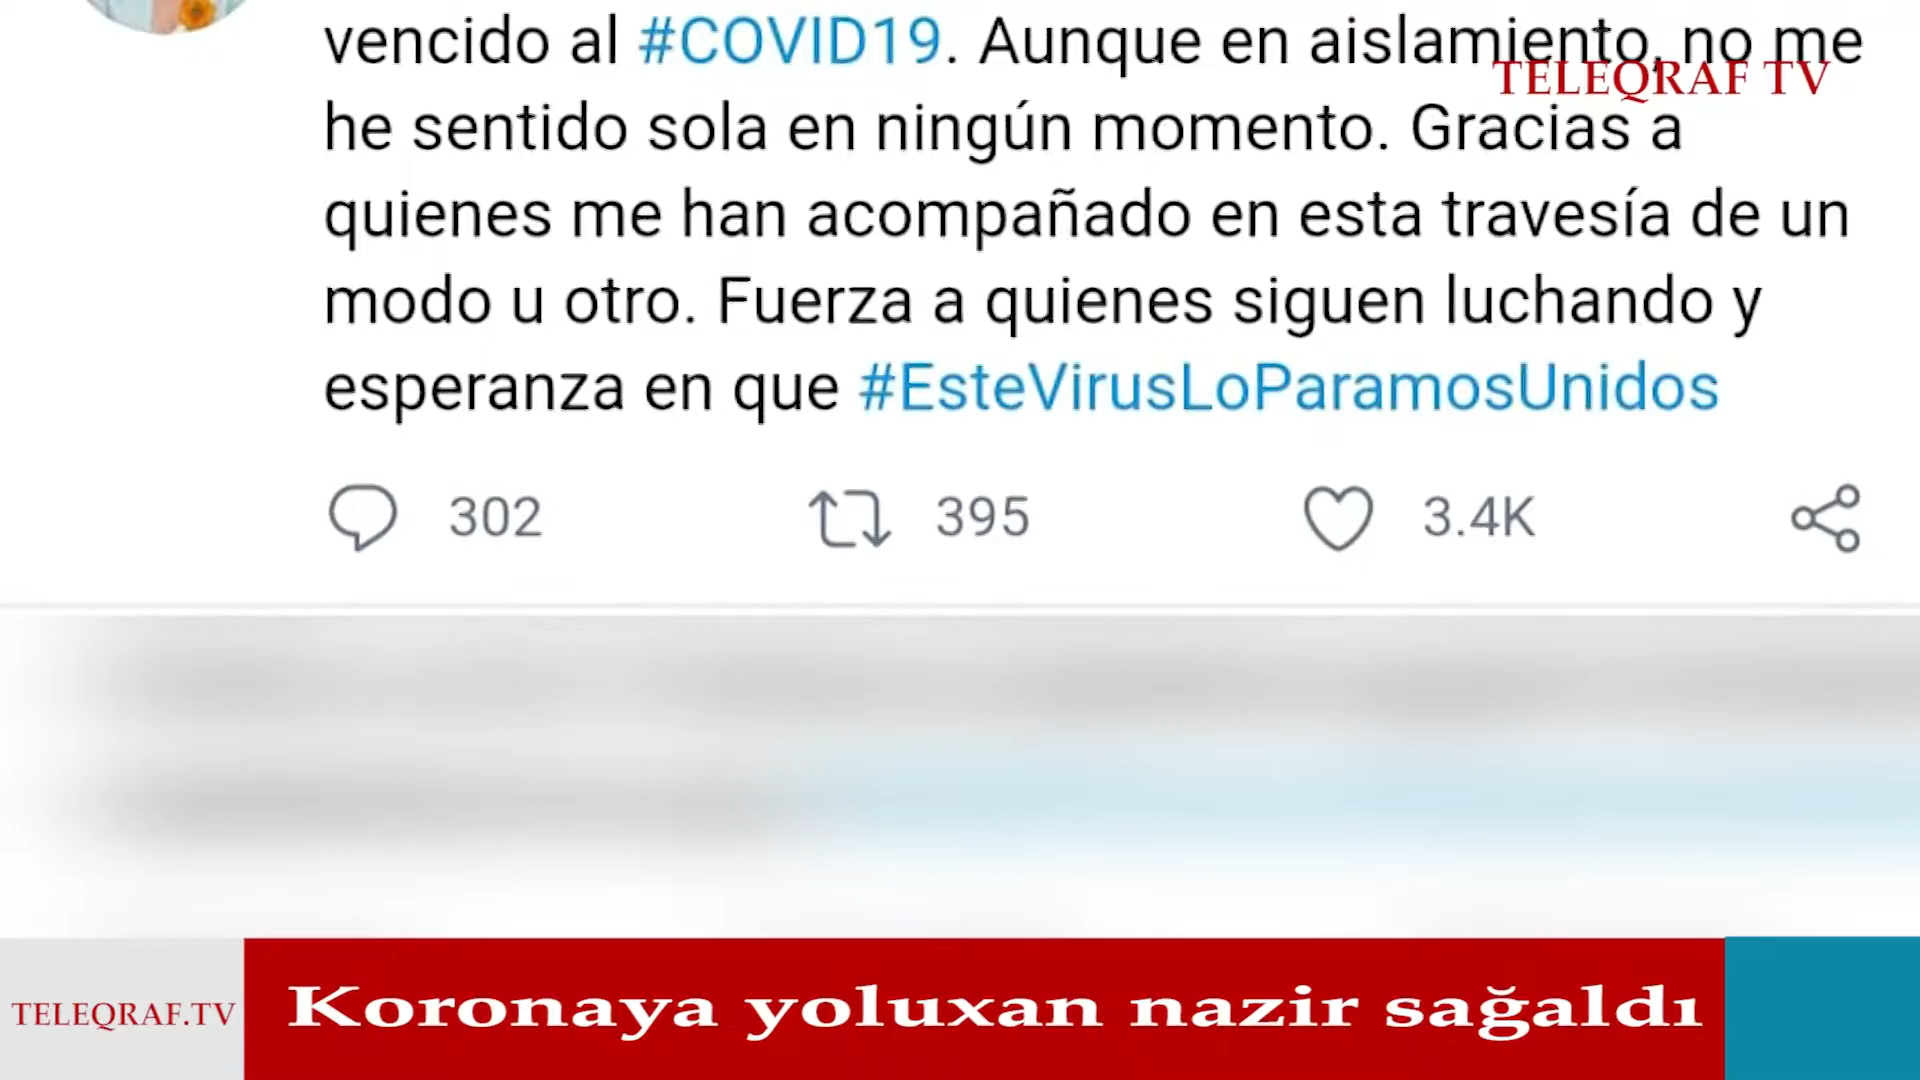 vencido al #COVID19. Aunque en aislamiento, no me
TELEQRAF TV
he sentido sola en ningún momento. Gracias a
quienes me han acompañado en esta travesía de un
modo u otro. Fuerza a quienes siguen luchando y
esperanza en que #EsteVirusLoParamosUnidos
302 395 3.4K
TELEQRAF.TV Koronaya yoluxan nazir sağaldı